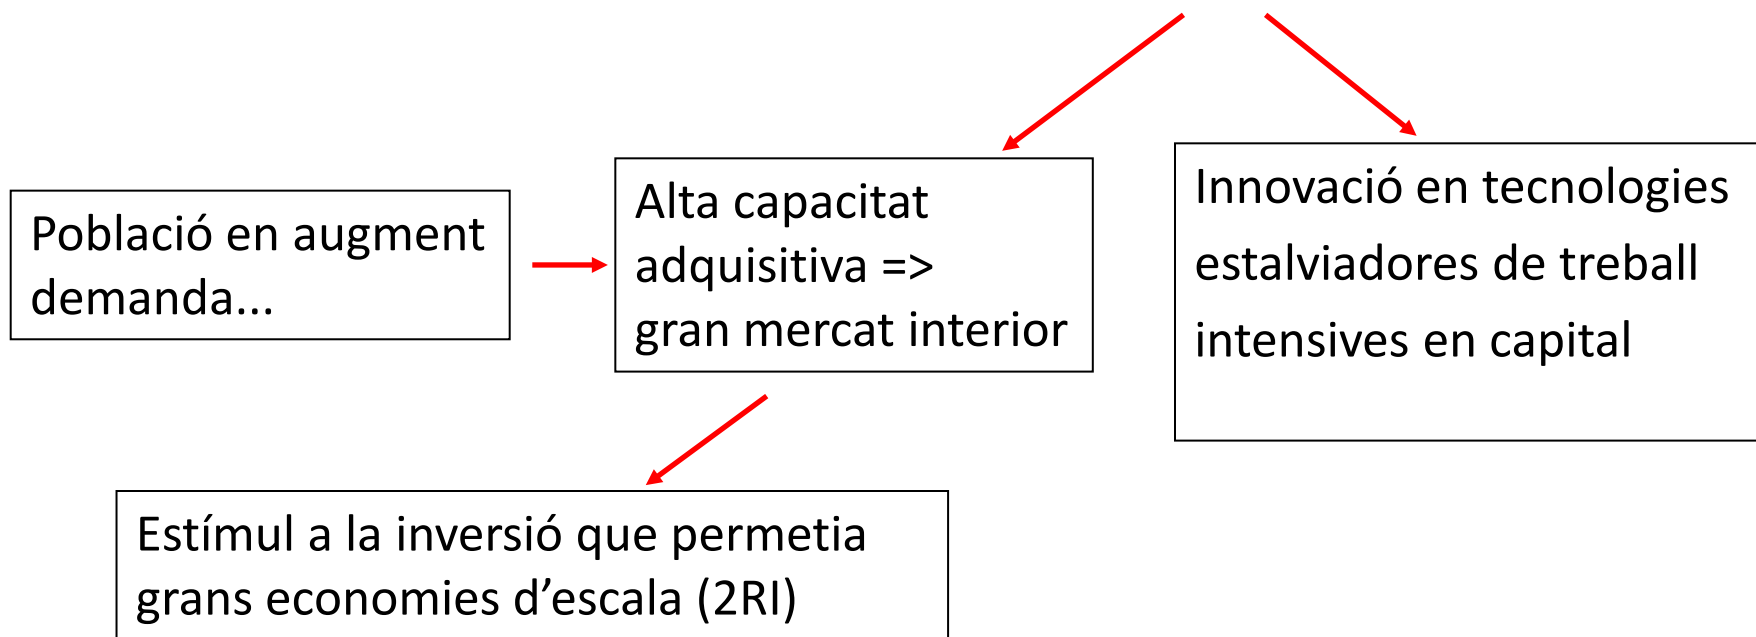 Població en augment
demanda...
Alta capacitat
adquisitiva =>
gran mercat interior
Innovació en tecnologies
estalviadores de treball
intensives en capital
Estímul a la inversió que permetia
grans economies d’escala (2RI)